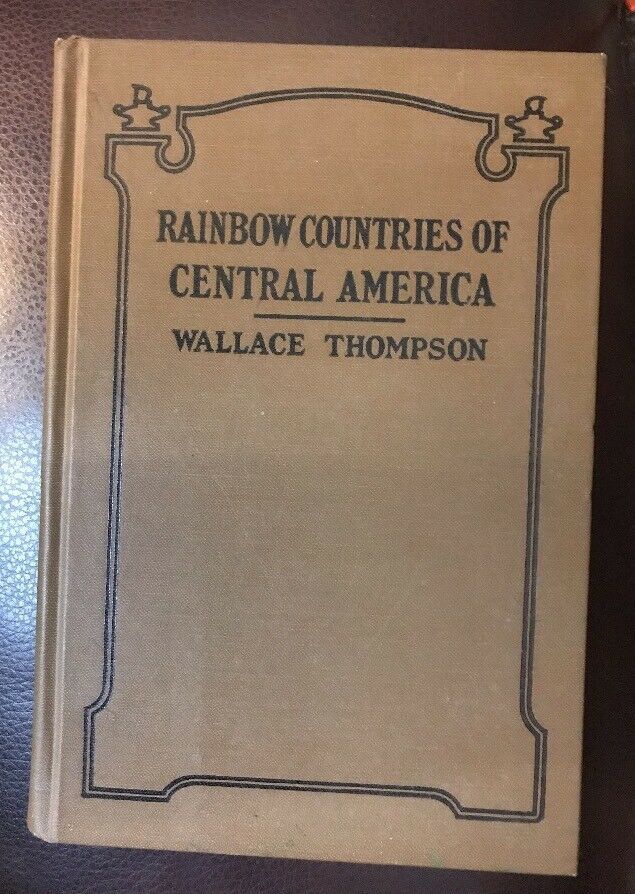 RAINBOW COUNTRIES OF
CENTRAL AMERICA
WALLACE THOMPSON